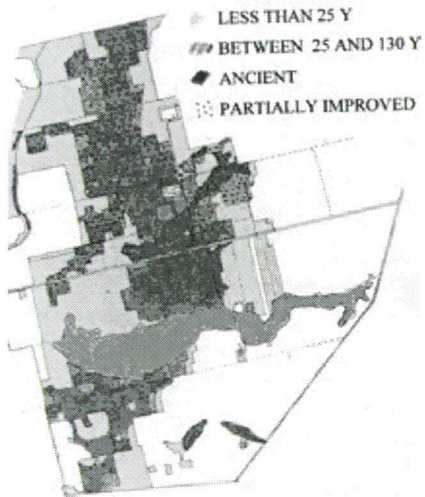 LESS THAN 25 Y
BETWEEN 25 AND 130 Y
ANCIENT
PARTIALLY IMPROVED